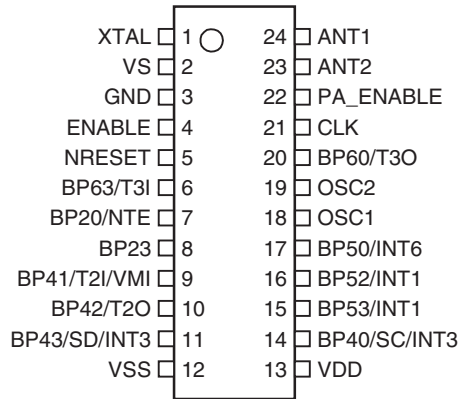 XTAL 1 24 ANT1
VS 2 23 ANT2
GND 3 22 PA_ENABLE
ENABLE 4 21 CLK
NRESET 5 20 BP60/T3O
BP63/T3I 6 19 OSC2
BP20/NTE 7 18 OSC1
BP23 8 17 BP50/INT6
BP41/T2I/VMI 9 16 BP52/INT1
BP42/T2O 10 15 BP53/INT1
BP43/SD/INT3 11 14 BP40/SC/INT3
VSS 12 13 VDD